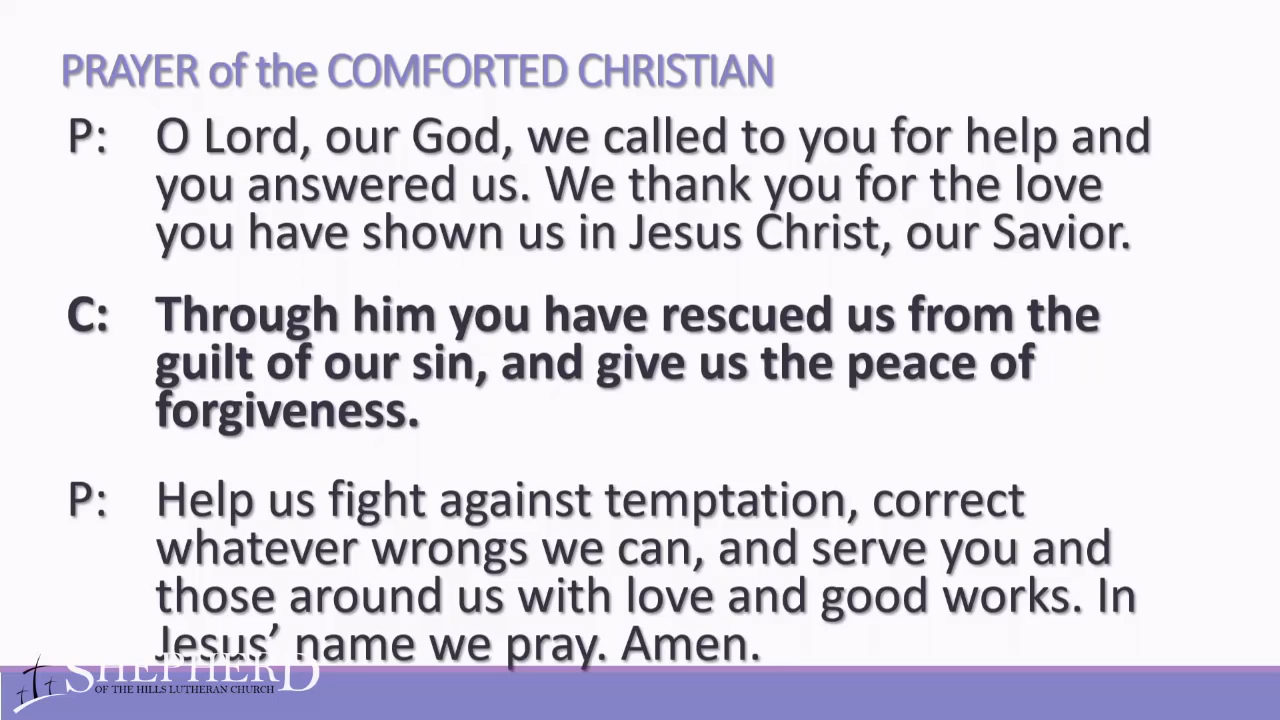 PRAYER of the COMFORTED CHRISTIAN
P: O Lord, our God, we called to you for help and
you answered us. We thank you for the love
you have shown us in Jesus Christ, our Savior.
C: Through him you have rescued us from the
guilt of our sin, and give us the peace of
forgiveness.
P: Help us fight against temptation, correct
whatever wrongs we can, and serve you and
those around us with love and good works. In
Jesus’ name we pray. Amen.
SHEPHERD
OF THE HILLS LUTHERAN CHURCH